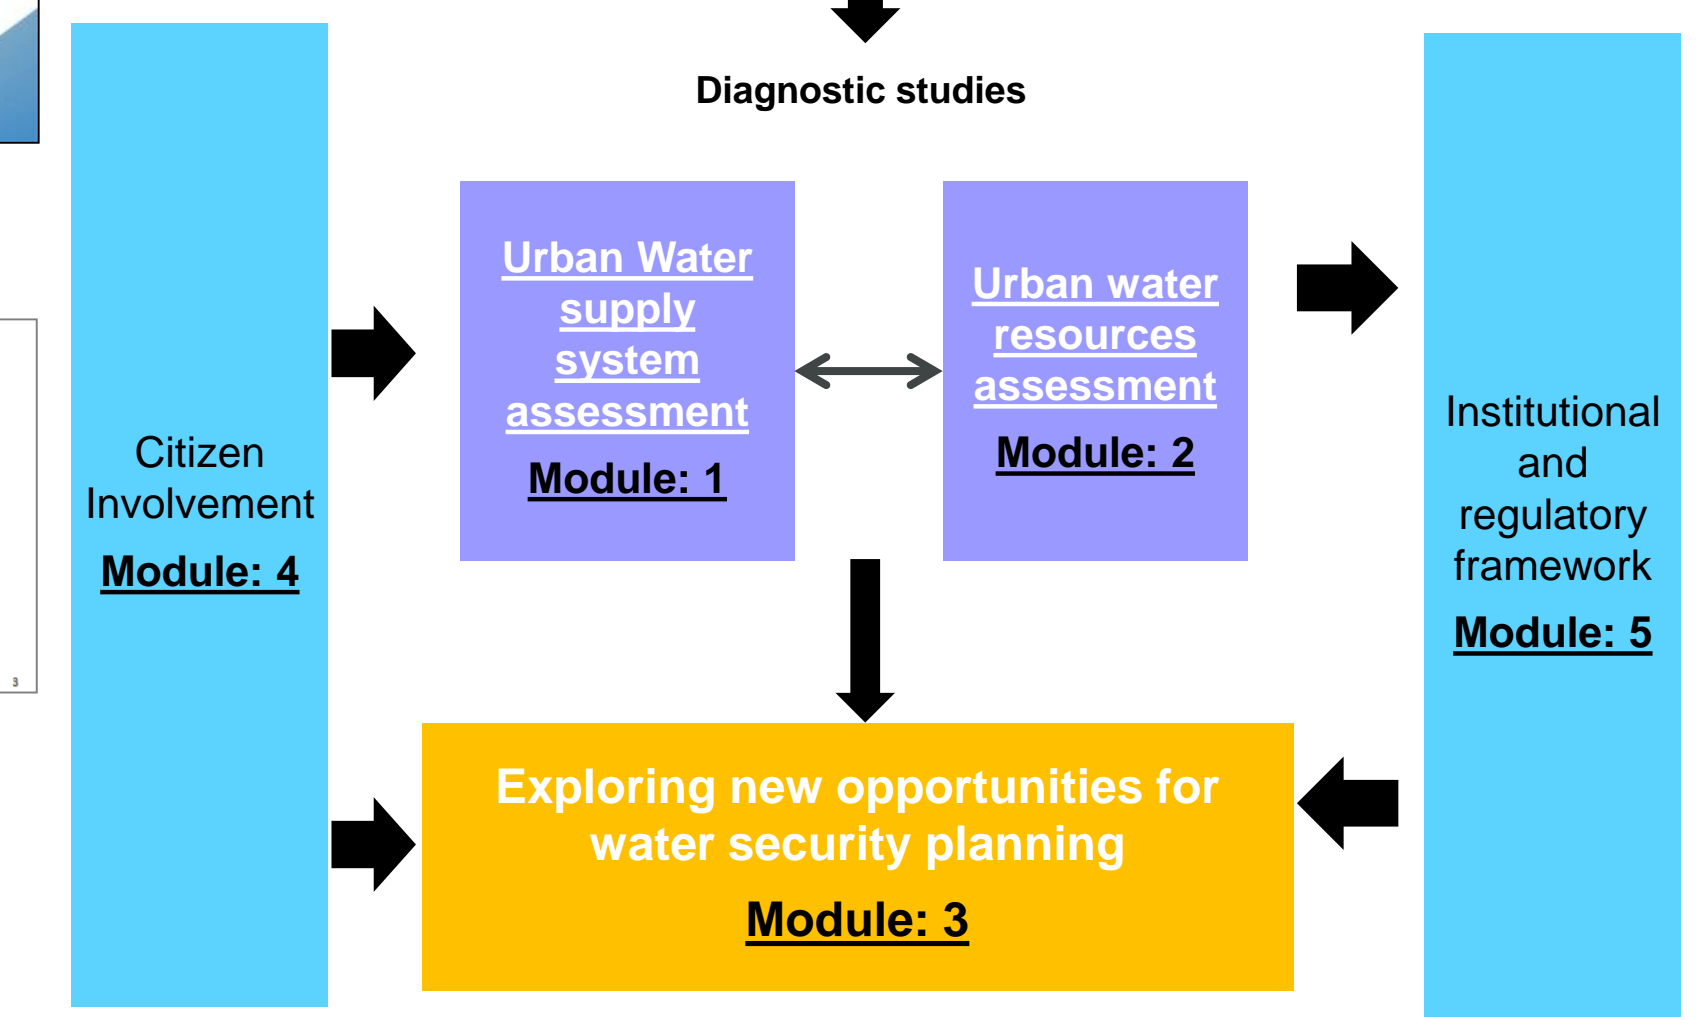 Diagnostic studies
Citizen
Involvement
Module: 4
Urban Water
supply
system
assessment
Module: 1
Urban water
resources
assessment
Module: 2
Institutional
and
regulatory
framework
Module: 5
Exploring new opportunities for
water security planning
Module: 3
3